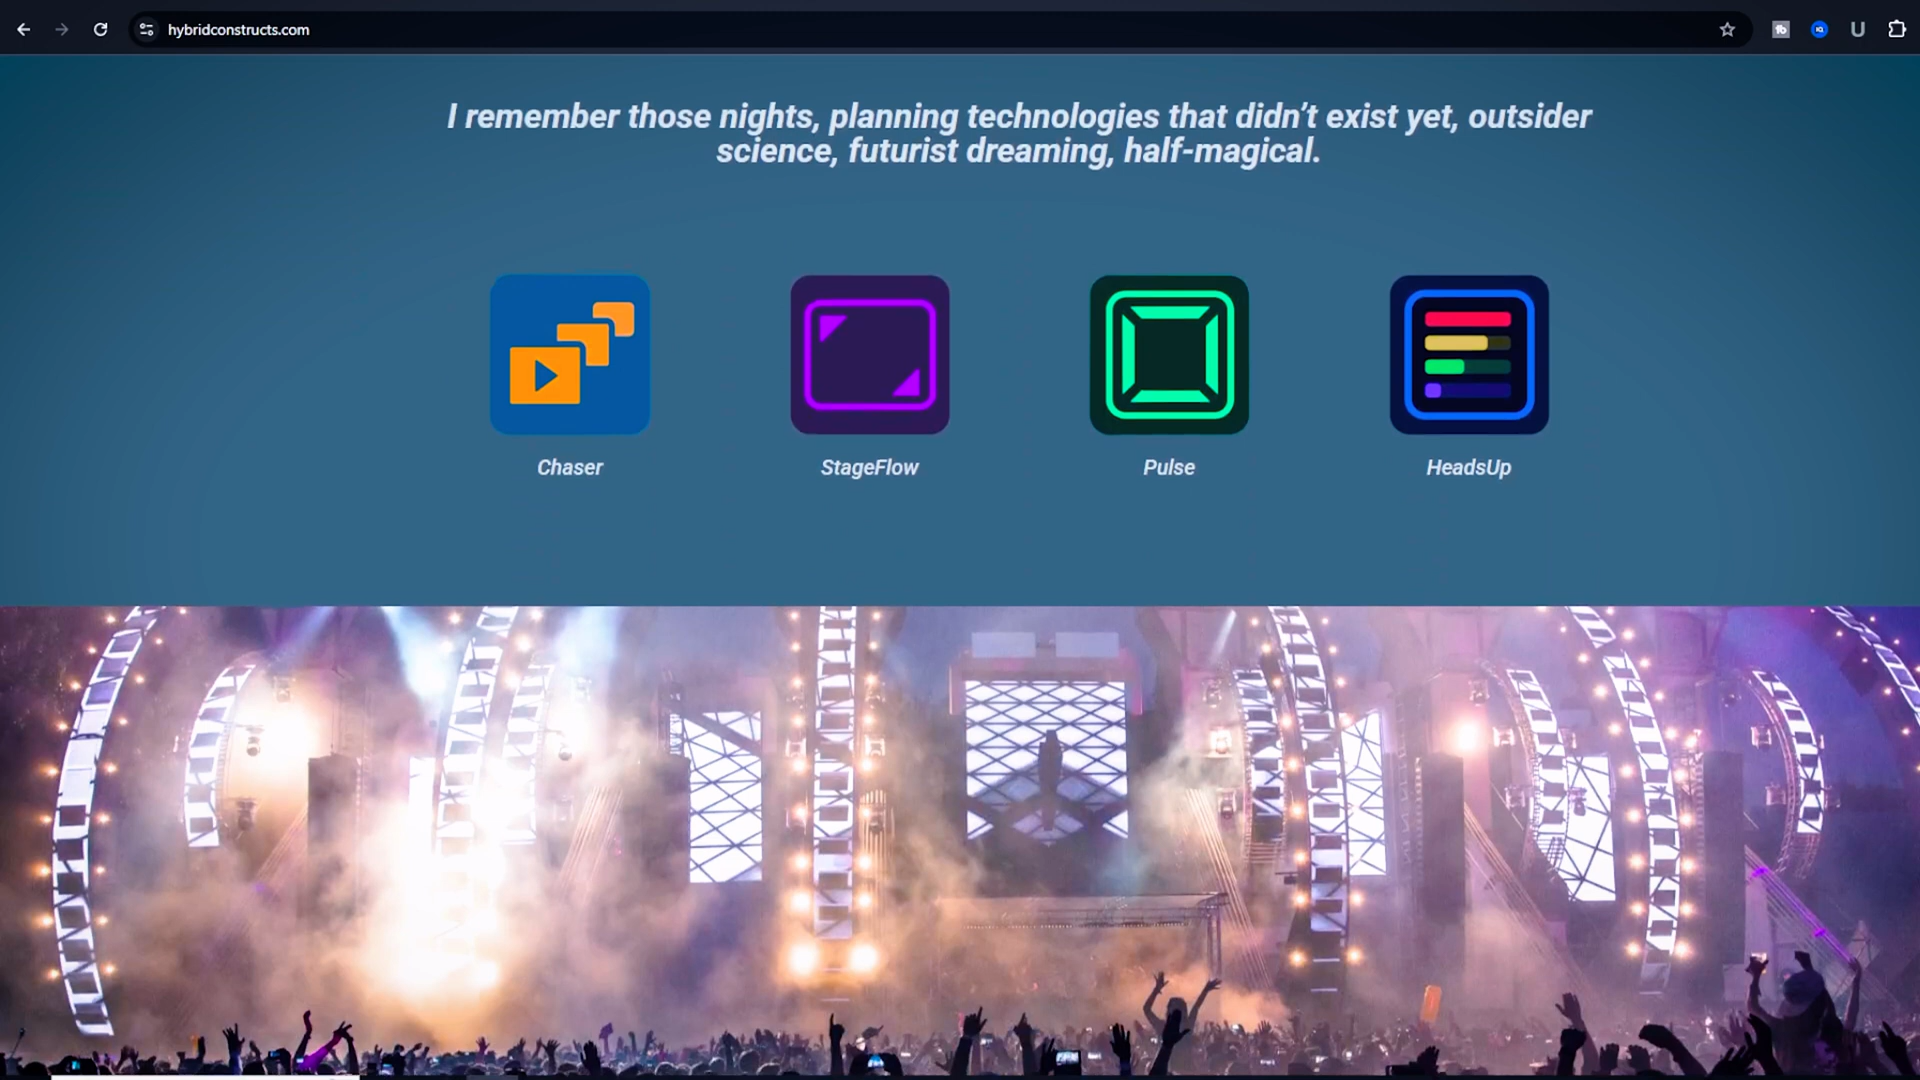 hybridconstructs.com
I remember those nights, planning technologies that didn’t exist yet, outsider
science, futurist dreaming, half-magical.
Chaser
StageFlow
Pulse
HeadsUp